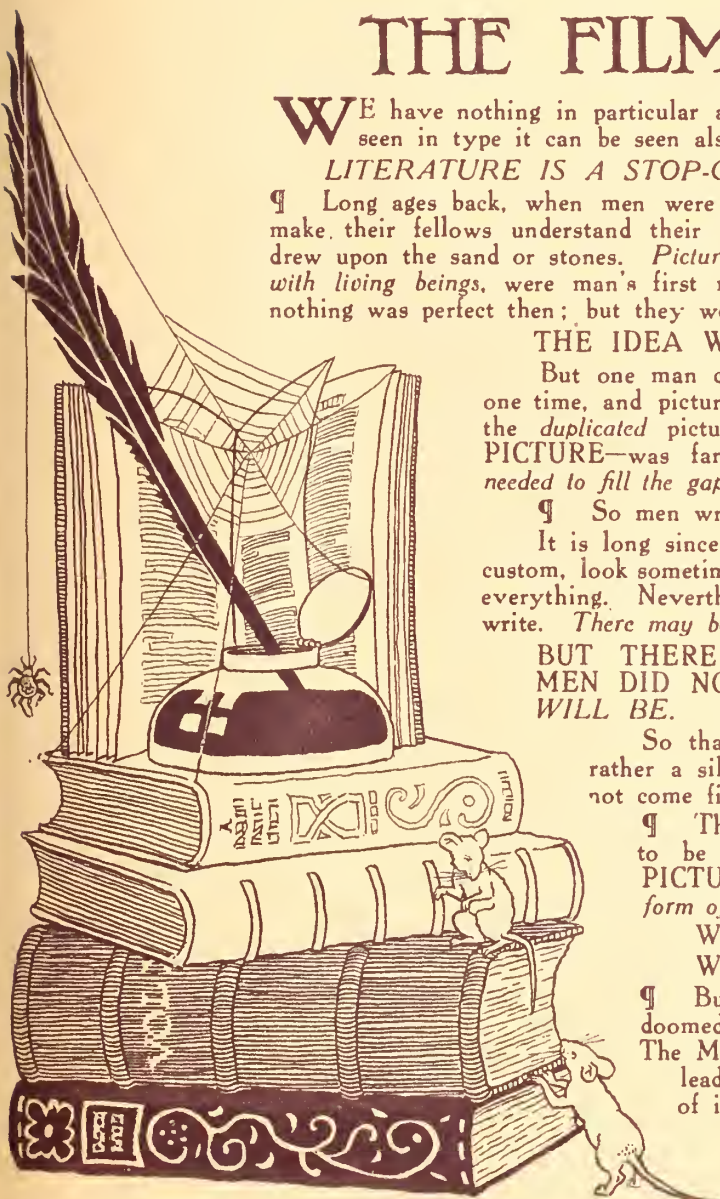 THE FILM
WE have nothing in particular a
seen in type it can be seen als
LITERATURE IS A STOP-G
¶ Long ages back, when men were
make their fellows understand their
drew upon the sand or stones. Pictur
with living beings, were man's first m
nothing was perfect then; but they we
THE IDEA W
But one man c
one time, and pictur
the duplicated pictu
PICTURE—was far
needed to fill the gap
¶ So men wr
It is long since
custom, look sometim
everything. Neverth
write. There may b
BUT THERE
MEN DID NO
WILL BE.
So tha
rather a sil
not come fi
¶ Th
to be
PICTU
form o
W
W
¶ Bu
doomed
The M
lead
of i